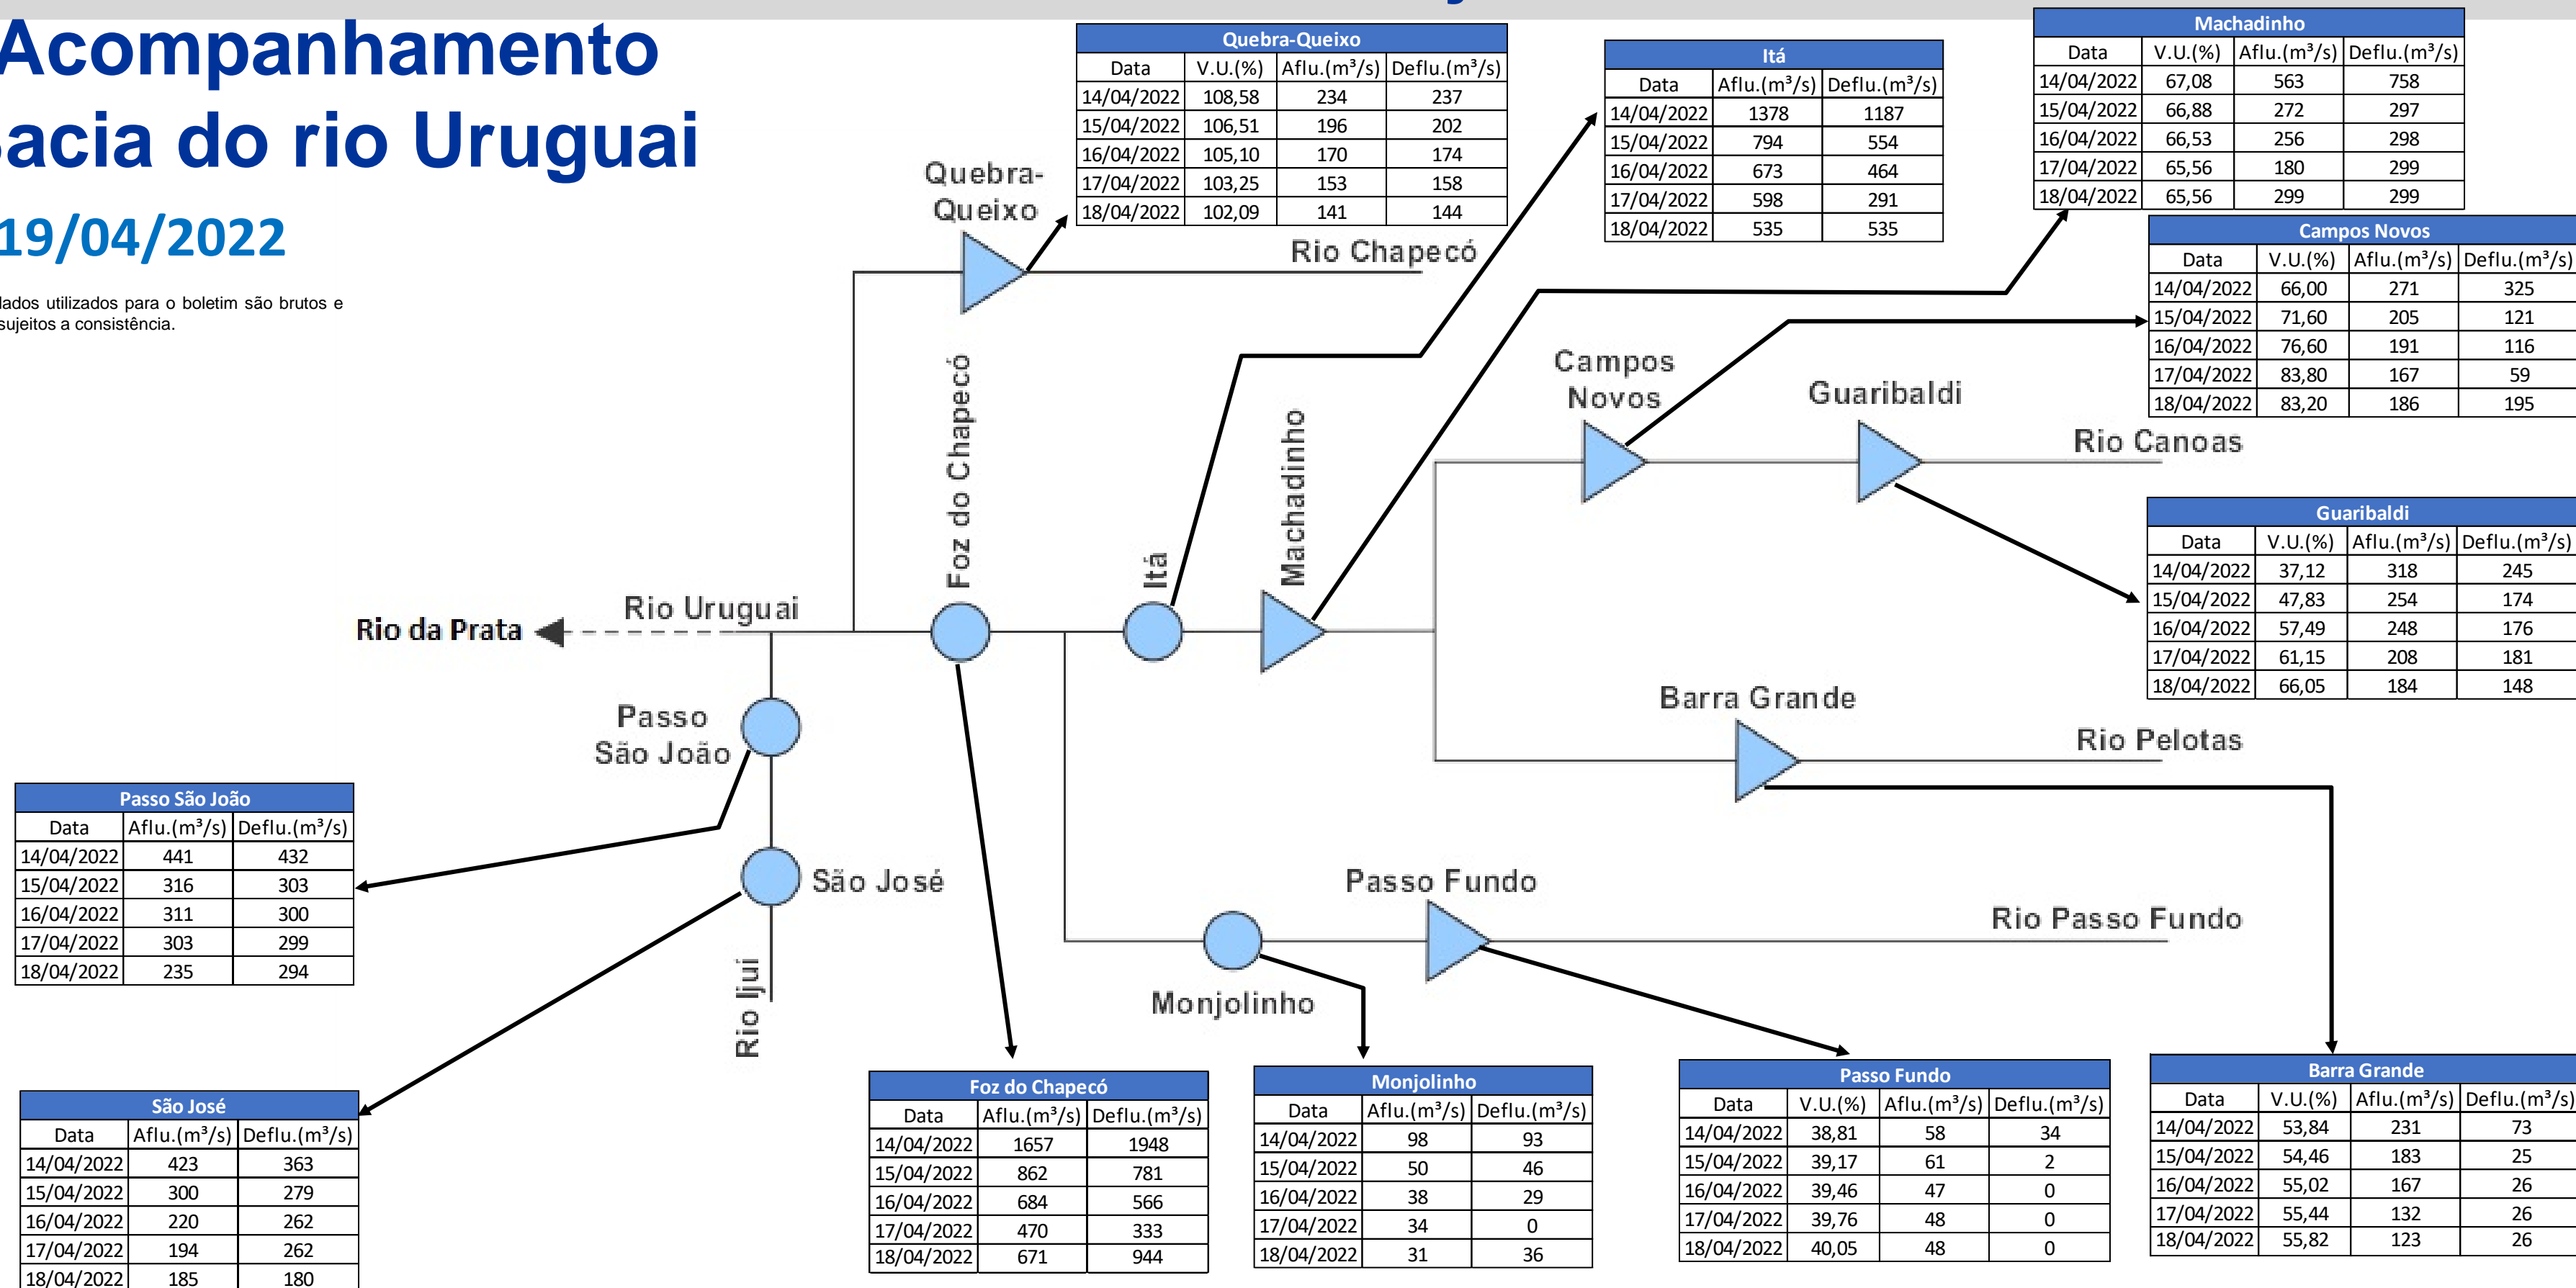 Acompanhamento
acia do rio Uruguai
19/04/2022
dados utilizados para o boletim são brutos e
sujeitos a consistência.
Quebra-Queixo
Data V.U.(%) Aflu.(m³/s) Deflu.(m³/s)
14/04/2022 108,58 234 237
15/04/2022 106,51 196 202
16/04/2022 105,10 170 174
17/04/2022 103,25 153 158
18/04/2022 102,09 141 144
Itá
Data Aflu.(m³/s) Deflu.(m³/s)
14/04/2022 1378 1187
15/04/2022 794 554
16/04/2022 673 464
17/04/2022 598 291
18/04/2022 535 535
Machadinho
Data V.U.(%) Aflu.(m³/s) Deflu.(m³/s)
14/04/2022 67,08 563 758
15/04/2022 66,88 272 297
16/04/2022 66,53 256 298
17/04/2022 65,56 180 299
18/04/2022 65,56 299 299
Campos Novos
Data V.U.(%) Aflu.(m³/s) Deflu.(m³/s)
14/04/2022 66,00 271 325
15/04/2022 71,60 205 121
16/04/2022 76,60 191 116
17/04/2022 83,80 167 59
18/04/2022 83,20 186 195
Quebra-
Queixo
Rio Chapecó
Foz do Chapecó
Itá
Machadinho
Campos
Novos
Guaribaldi
Rio Canoas
Guaribaldi
Data V.U.(%) Aflu.(m³/s) Deflu.(m³/s)
14/04/2022 37,12 318 245
15/04/2022 47,83 254 174
16/04/2022 57,49 248 176
17/04/2022 61,15 208 181
18/04/2022 66,05 184 148
Rio da Prata
Rio Uruguai
Passo
São João
Barra Grande
Rio Pelotas
São José
Rio Ijui
Passo Fundo
Rio Passo Fundo
Monjolinho
Passo São João
Data Aflu.(m³/s) Deflu.(m³/s)
14/04/2022 441 432
15/04/2022 316 303
16/04/2022 311 300
17/04/2022 303 299
18/04/2022 235 294
São José
Data Aflu.(m³/s) Deflu.(m³/s)
14/04/2022 423 363
15/04/2022 300 279
16/04/2022 220 262
17/04/2022 194 262
18/04/2022 185 180
Foz do Chapecó
Data Aflu.(m³/s) Deflu.(m³/s)
14/04/2022 1657 1948
15/04/2022 862 781
16/04/2022 684 566
17/04/2022 470 333
18/04/2022 671 944
Monjolinho
Data Aflu.(m³/s) Deflu.(m³/s)
14/04/2022 98 93
15/04/2022 50 46
16/04/2022 38 29
17/04/2022 34 0
18/04/2022 31 36
Passo Fundo
Data V.U.(%) Aflu.(m³/s) Deflu.(m³/s)
14/04/2022 38,81 58 34
15/04/2022 39,17 61 2
16/04/2022 39,46 47 0
17/04/2022 39,76 48 0
18/04/2022 40,05 48 0
Barra Grande
Data V.U.(%) Aflu.(m³/s) Deflu.(m³/s)
14/04/2022 53,84 231 73
15/04/2022 54,46 183 25
16/04/2022 55,02 167 26
17/04/2022 55,44 132 26
18/04/2022 55,82 123 26